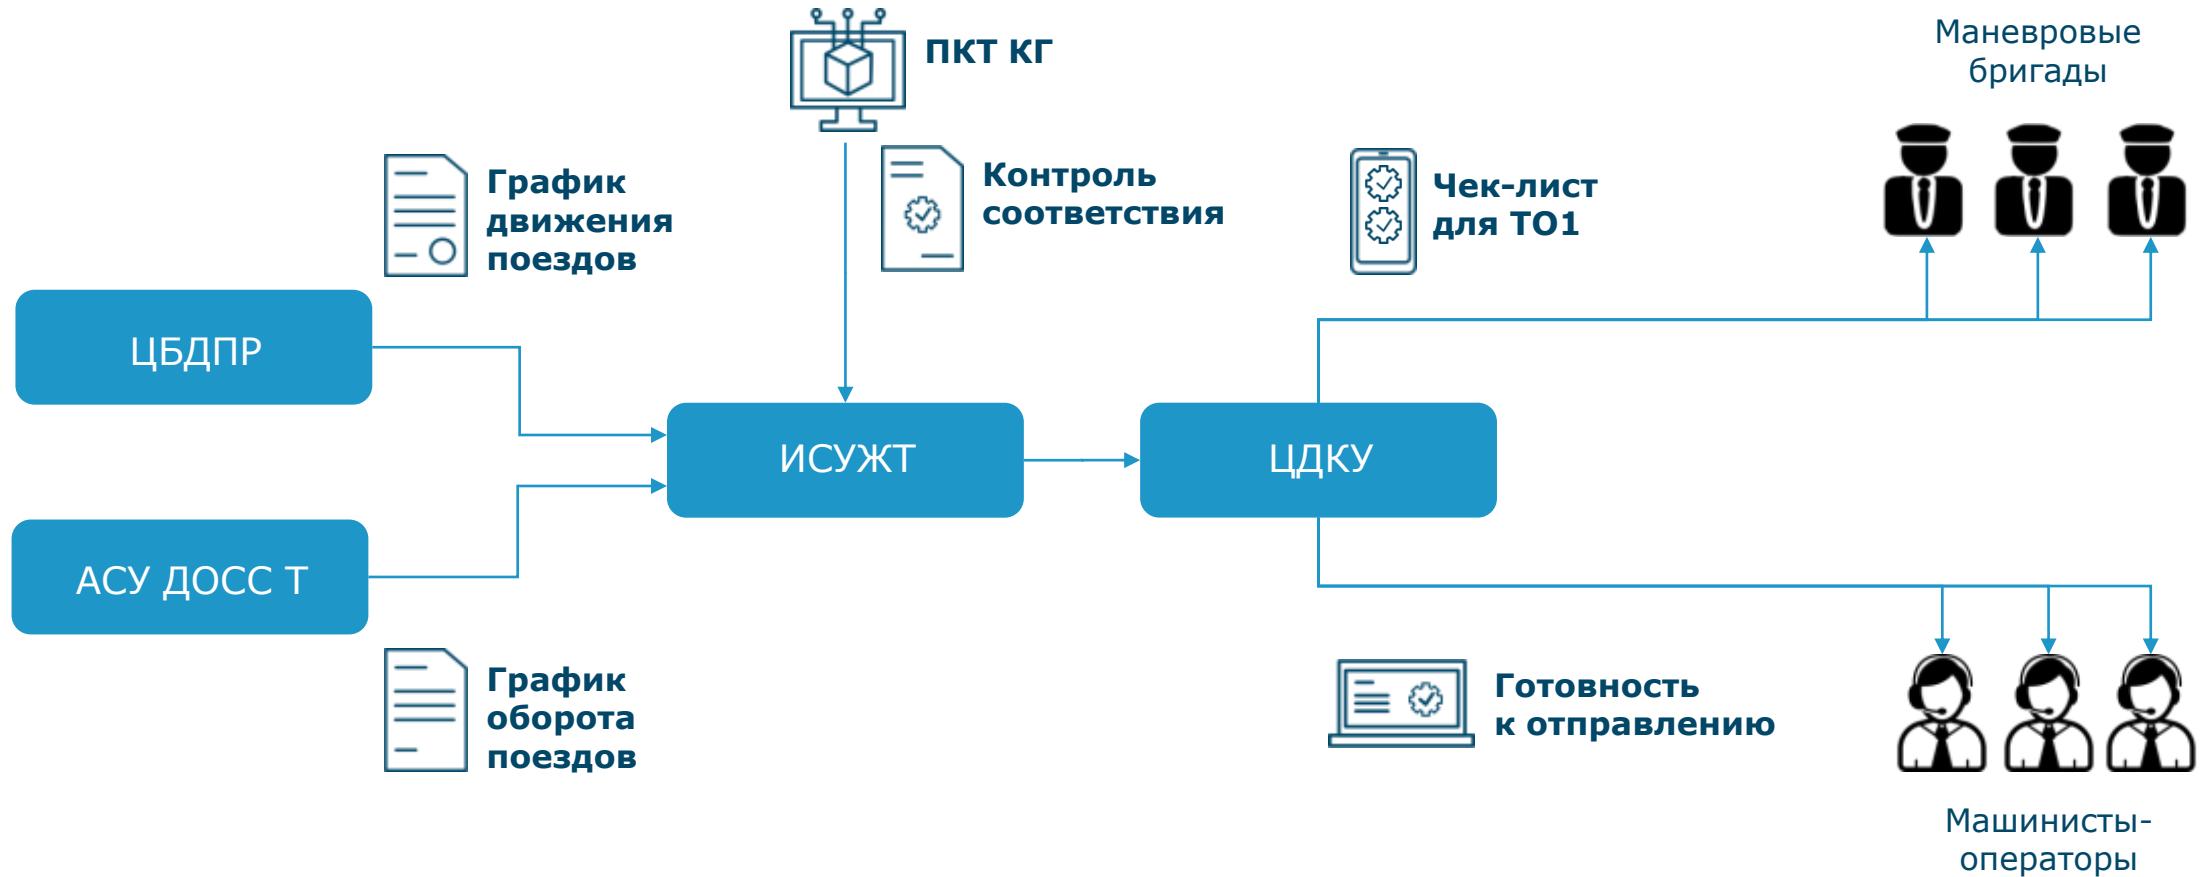 ПКТ КГ
Маневровые
бригады
График
движения
поездов
Контроль
соответствия
Чек-лист
для ТО1
ЦБДПР
ИСУЖТ
ЦДКУ
АСУ ДОСС Т
График
оборота
поездов
Готовность
к отправлению
Машинисты-
операторы